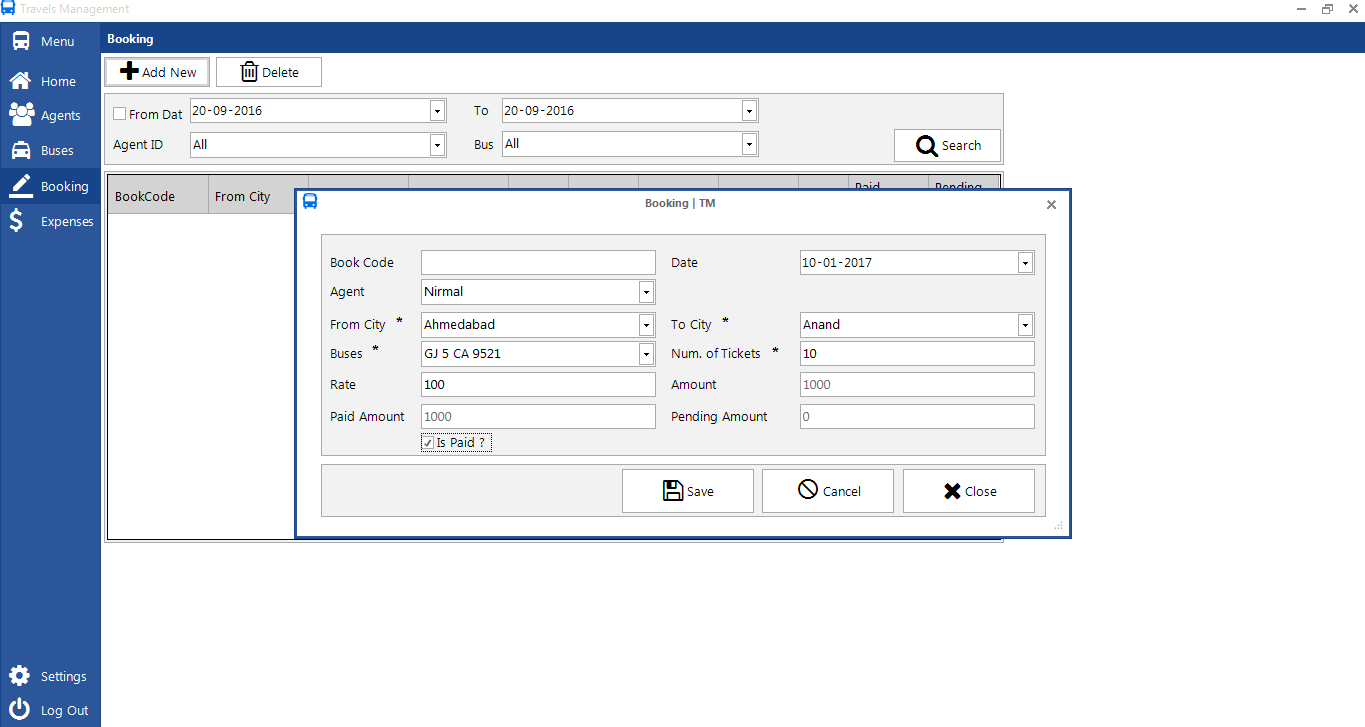 Travels Management
Menu
Home
Agents
Buses
Booking
Expenses
Settings
Log Out
Booking
Add New Delete
From Dat 20-09-2016 To 20-09-2016
Agent ID All Bus All Search
BookCode From City Paid Pending
Booking | TM
Book Code Date 10-01-2017
Agent Nirmal
From City * Ahmedabad To City * Anand
Buses * GJ 5 CA 9521 Num. of Tickets * 10
Rate 100 Amount 1000
Paid Amount 1000 Pending Amount 0
Is Paid ?
Save Cancel Close